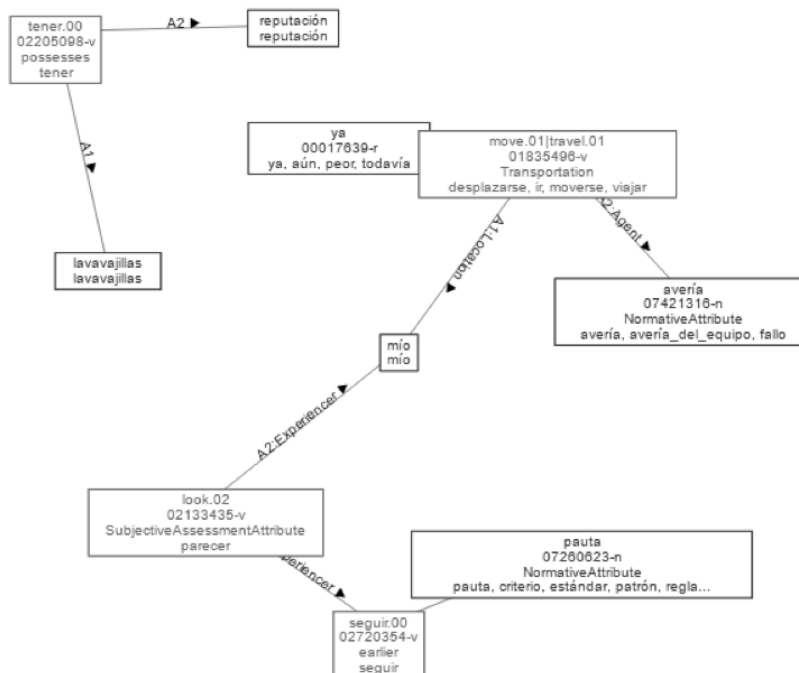 tener.00
02205098-v
possesses
tener
A2
reputación
reputación
A1
lavavajillas
lavavajillas
ya
00017639-r
ya, aún, peor, todavía
move.01|travel.01
01835496-v
Transportation
desplazarse, ir, moverse, viajar
A1:Location
A2:Agent
avería
07421316-n
NormativeAttribute
avería, avería_del_equipo, fallo
mío
mío
A2:Experiencer
look.02
02133435-v
SubjectiveAssessmentAttribute
parecer
periencer
pauta
07260623-n
NormativeAttribute
pauta, criterio, estándar, patrón, regla...
seguir.00
02720354-v
earlier
seguir